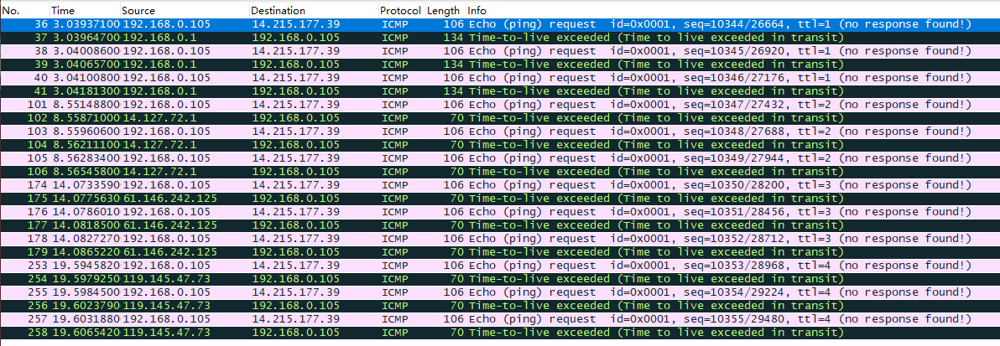 No. Time Source Destination Protocol Length Info
36 3.03937100 192.168.0.105 14.215.177.39 ICMP 106 Echo (ping) request id=0x0001, seq=10344/26664, ttl=1 (no response found!)
37 3.03964700 192.168.0.1 192.168.0.105 ICMP 134 Time-to-live exceeded (Time to live exceeded in transit)
38 3.04008600 192.168.0.105 14.215.177.39 ICMP 106 Echo (ping) request id=0x0001, seq=10345/26920, ttl=1 (no response found!)
39 3.04065700 192.168.0.1 192.168.0.105 ICMP 134 Time-to-live exceeded (Time to live exceeded in transit)
40 3.04100800 192.168.0.105 14.215.177.39 ICMP 106 Echo (ping) request id=0x0001, seq=10346/27176, ttl=1 (no response found!)
41 3.04181300 192.168.0.1 192.168.0.105 ICMP 134 Time-to-live exceeded (Time to live exceeded in transit)
101 8.55148800 192.168.0.105 14.215.177.39 ICMP 106 Echo (ping) request id=0x0001, seq=10347/27432, ttl=2 (no response found!)
102 8.55871000 14.127.72.1 192.168.0.105 ICMP 70 Time-to-live exceeded (Time to live exceeded in transit)
103 8.55960600 192.168.0.105 14.215.177.39 ICMP 106 Echo (ping) request id=0x0001, seq=10348/27688, ttl=2 (no response found!)
104 8.56211100 14.127.72.1 192.168.0.105 ICMP 70 Time-to-live exceeded (Time to live exceeded in transit)
105 8.56283400 192.168.0.105 14.215.177.39 ICMP 106 Echo (ping) request id=0x0001, seq=10349/27944, ttl=2 (no response found!)
106 8.56545800 14.127.72.1 192.168.0.105 ICMP 70 Time-to-live exceeded (Time to live exceeded in transit)
174 14.0733590 192.168.0.105 14.215.177.39 ICMP 106 Echo (ping) request id=0x0001, seq=10350/28200, ttl=3 (no response found!)
175 14.0775630 61.146.242.125 192.168.0.105 ICMP 70 Time-to-live exceeded (Time to live exceeded in transit)
176 14.0786010 192.168.0.105 14.215.177.39 ICMP 106 Echo (ping) request id=0x0001, seq=10351/28456, ttl=3 (no response found!)
177 14.0818500 61.146.242.125 192.168.0.105 ICMP 70 Time-to-live exceeded (Time to live exceeded in transit)
178 14.0827270 192.168.0.105 14.215.177.39 ICMP 106 Echo (ping) request id=0x0001, seq=10352/28712, ttl=3 (no response found!)
179 14.0865220 61.146.242.125 192.168.0.105 ICMP 70 Time-to-live exceeded (Time to live exceeded in transit)
253 19.5945820 192.168.0.105 14.215.177.39 ICMP 106 Echo (ping) request id=0x0001, seq=10353/28968, ttl=4 (no response found!)
254 19.5979250 119.145.47.73 192.168.0.105 ICMP 70 Time-to-live exceeded (Time to live exceeded in transit)
255 19.5984500 192.168.0.105 14.215.177.39 ICMP 106 Echo (ping) request id=0x0001, seq=10354/29224, ttl=4 (no response found!)
256 19.6023790 119.145.47.73 192.168.0.105 ICMP 70 Time-to-live exceeded (Time to live exceeded in transit)
257 19.6031880 192.168.0.105 14.215.177.39 ICMP 106 Echo (ping) request id=0x0001, seq=10355/29480, ttl=4 (no response found!)
258 19.6065420 119.145.47.73 192.168.0.105 ICMP 70 Time-to-live exceeded (Time to live exceeded in transit)